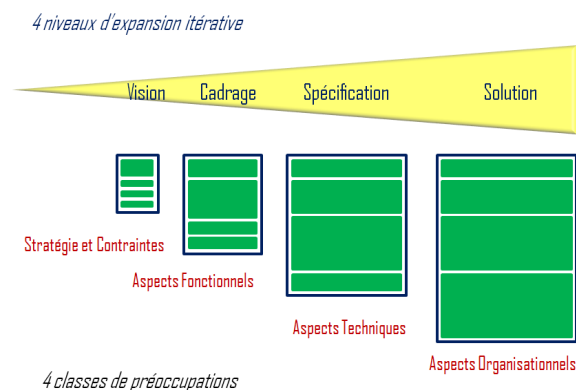 4 niveaux d'expansion itérative
Vision Cadrage Spécification Solution
Stratégie et Contraintes
Aspects Fonctionnels
Aspects Techniques
Aspects Organisationnels
4 classes de préoccupations